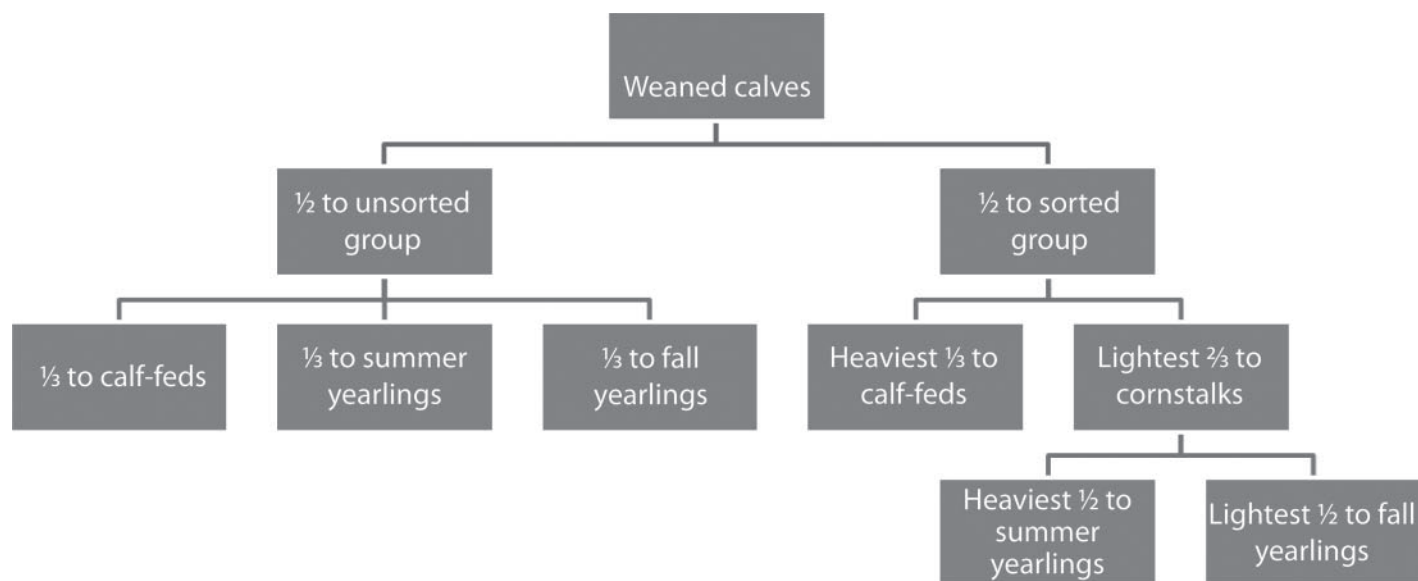 Weaned calves
½ to unsorted
group
½ to sorted
group
⅓ to calf-feds
⅓ to summer
yearlings
⅓ to fall
yearlings
Heaviest ⅓ to
calf-feds
Lightest ⅔ to
cornstalks
Heaviest ½ to
summer
yearlings
Lightest ½ to fall
yearlings